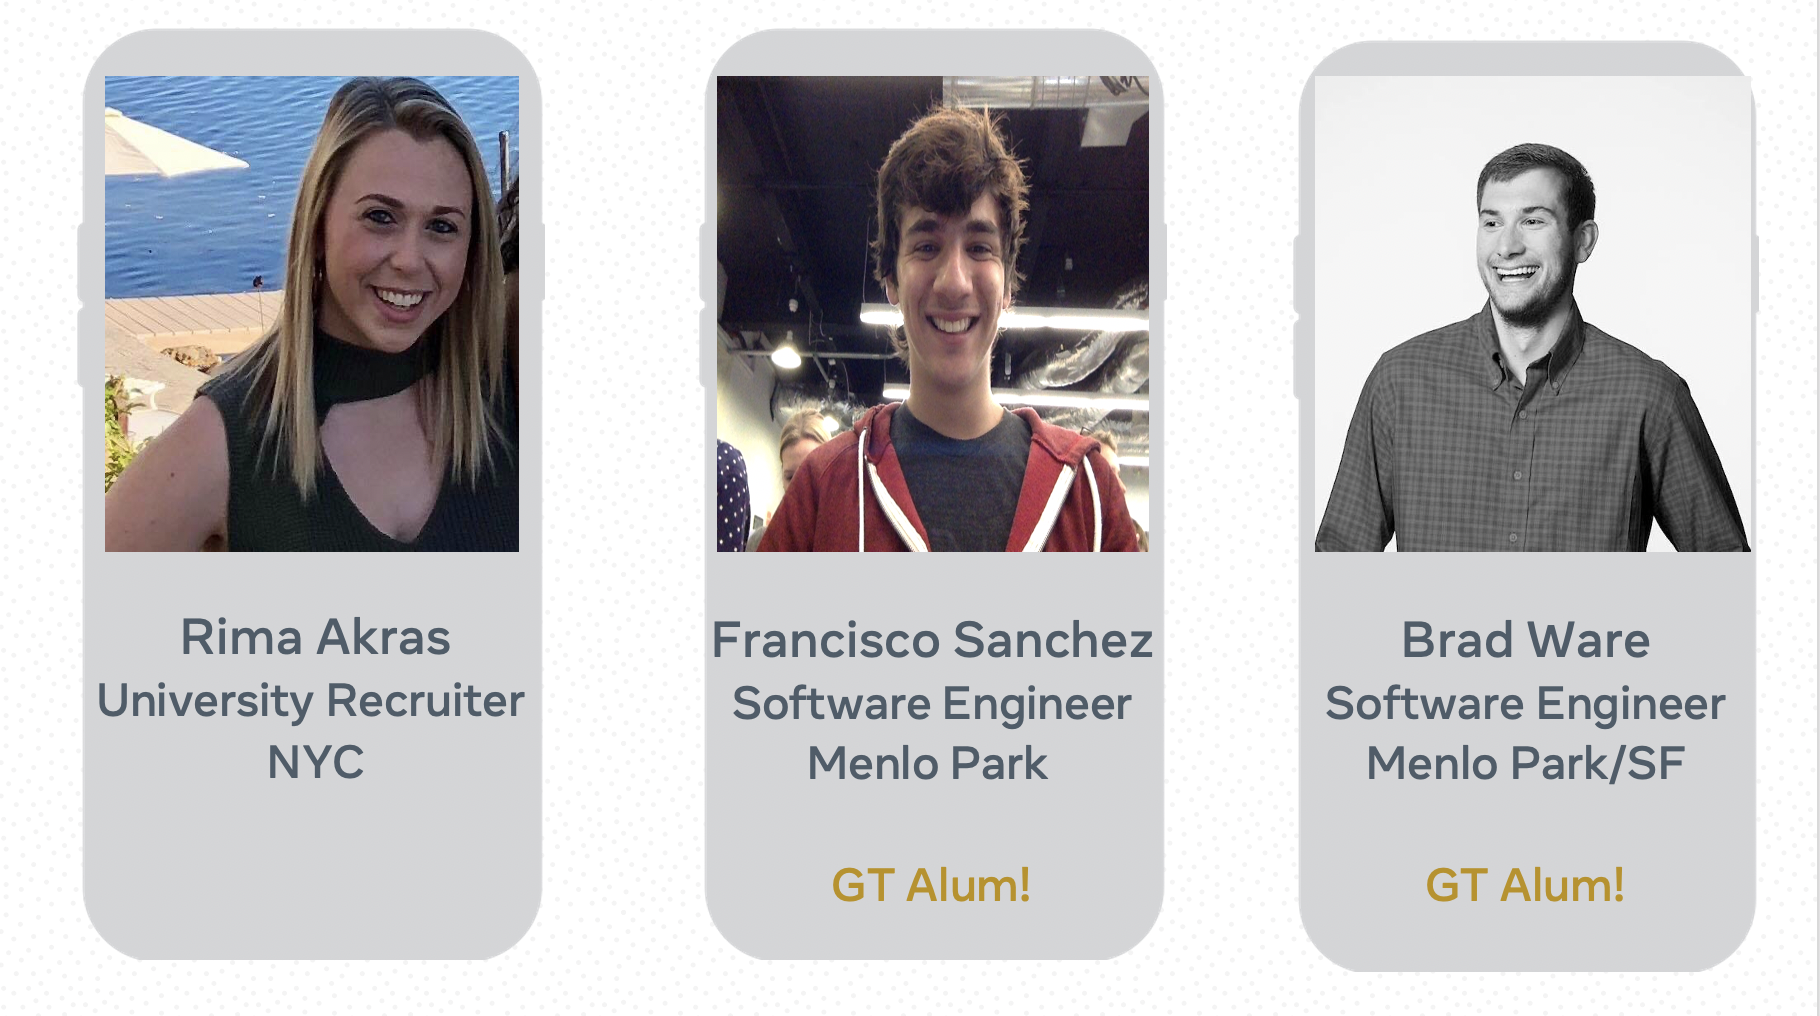 Rima Akras
University Recruiter
NYC
Francisco Sanchez
Software Engineer
Menlo Park
GT Alum!
Brad Ware
Software Engineer
Menlo Park/SF
GT Alum!